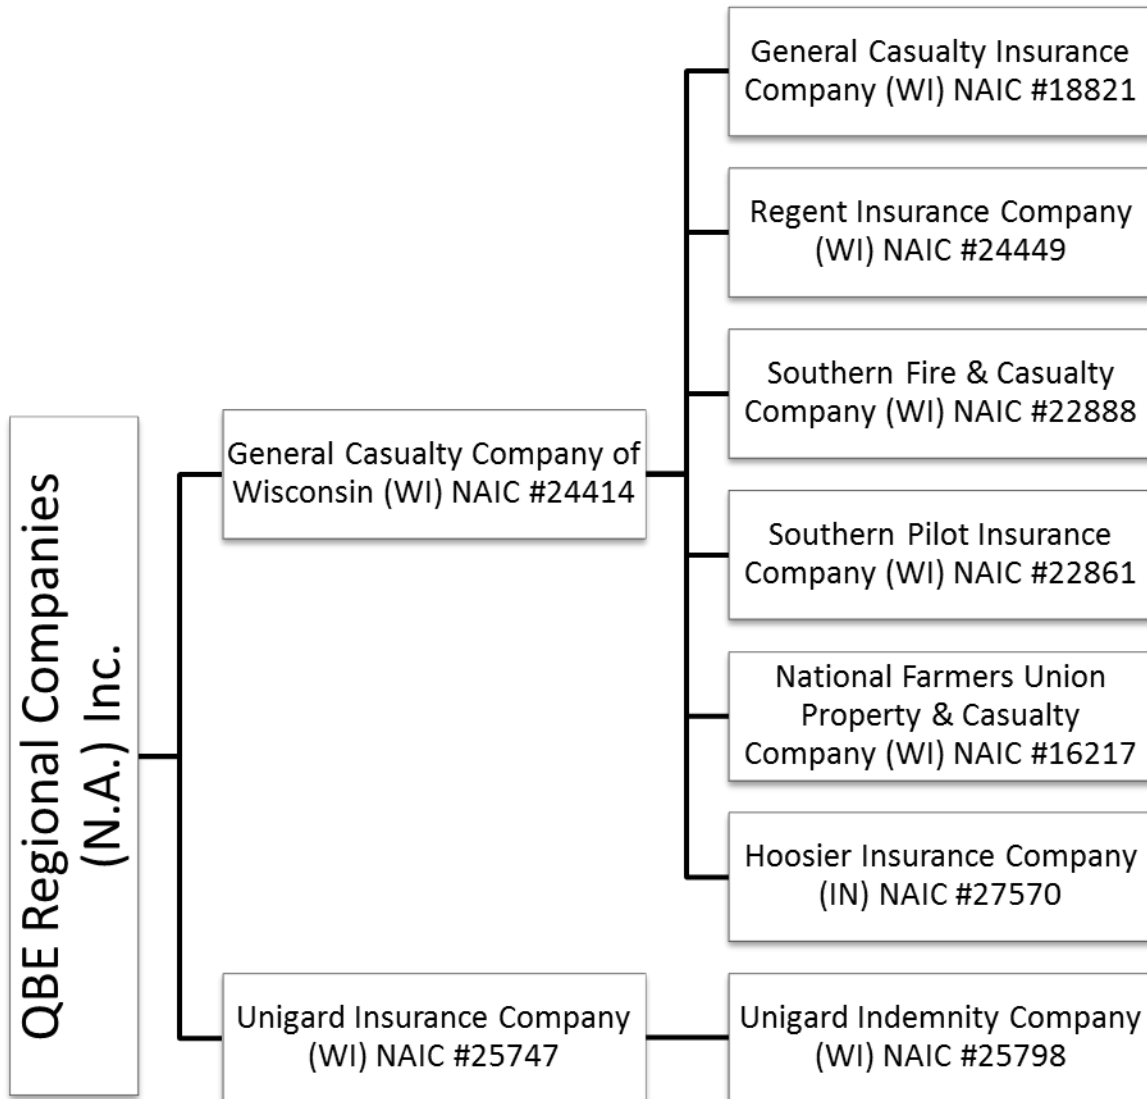 QBE Regional Companies
(N.A.) Inc.
General Casualty Company of
Wisconsin (WI) NAIC #24414
General Casualty Insurance
Company (WI) NAIC #18821
Regent Insurance Company
(WI) NAIC #24449
Southern Fire & Casualty
Company (WI) NAIC #22888
Southern Pilot Insurance
Company (WI) NAIC #22861
National Farmers Union
Property & Casualty
Company (WI) NAIC #16217
Hoosier Insurance Company
(IN) NAIC #27570
Unigard Insurance Company
(WI) NAIC #25747
Unigard Indemnity Company
(WI) NAIC #25798